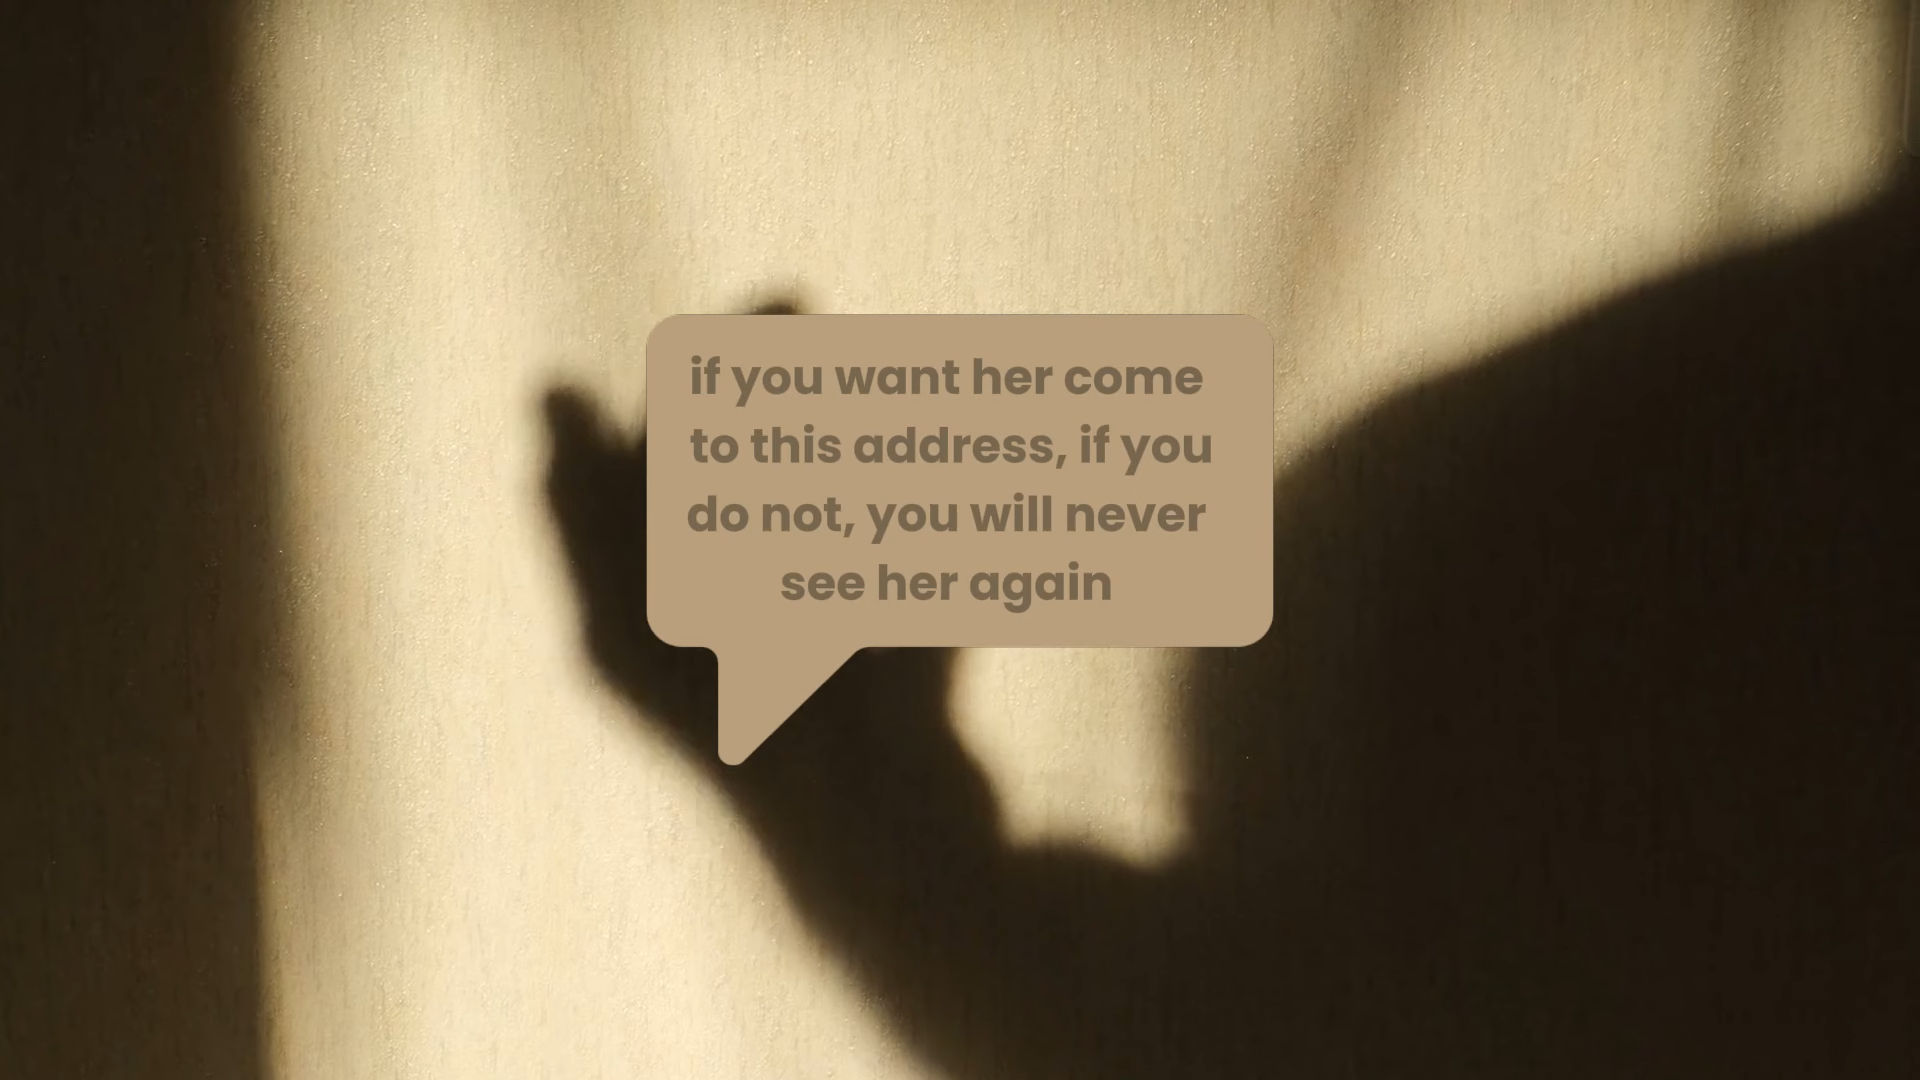 if you want her come
to this address, if you
do not, you will never
see her again